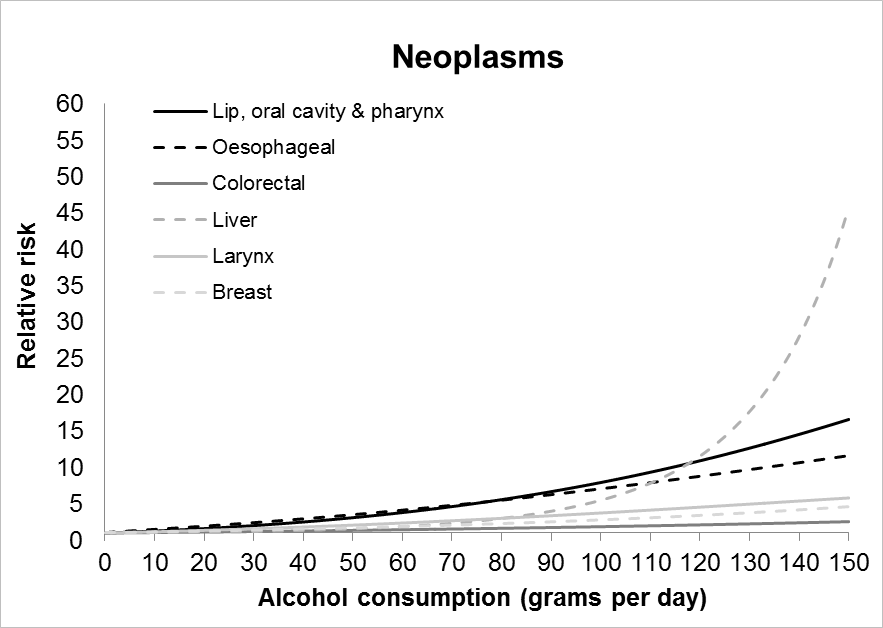 Neoplasms
60
55
50
45
40
35
30
25
20
15
10
5
0
Relative risk
Lip, oral cavity & pharynx
Oesophageal
Colorectal
Liver
Larynx
Breast
0 10 20 30 40 50 60 70 80 90 100 110 120 130 140 150
Alcohol consumption (grams per day)